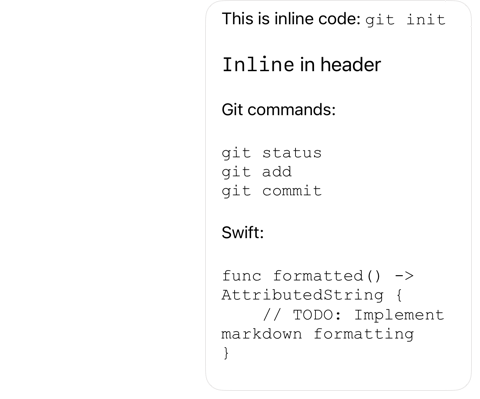 This is inline code: git init
Inline in header
Git commands:
git status
git add
git commit
Swift:
func formatted() ->
AttributedString {
    // TODO: Implement
markdown formatting
}